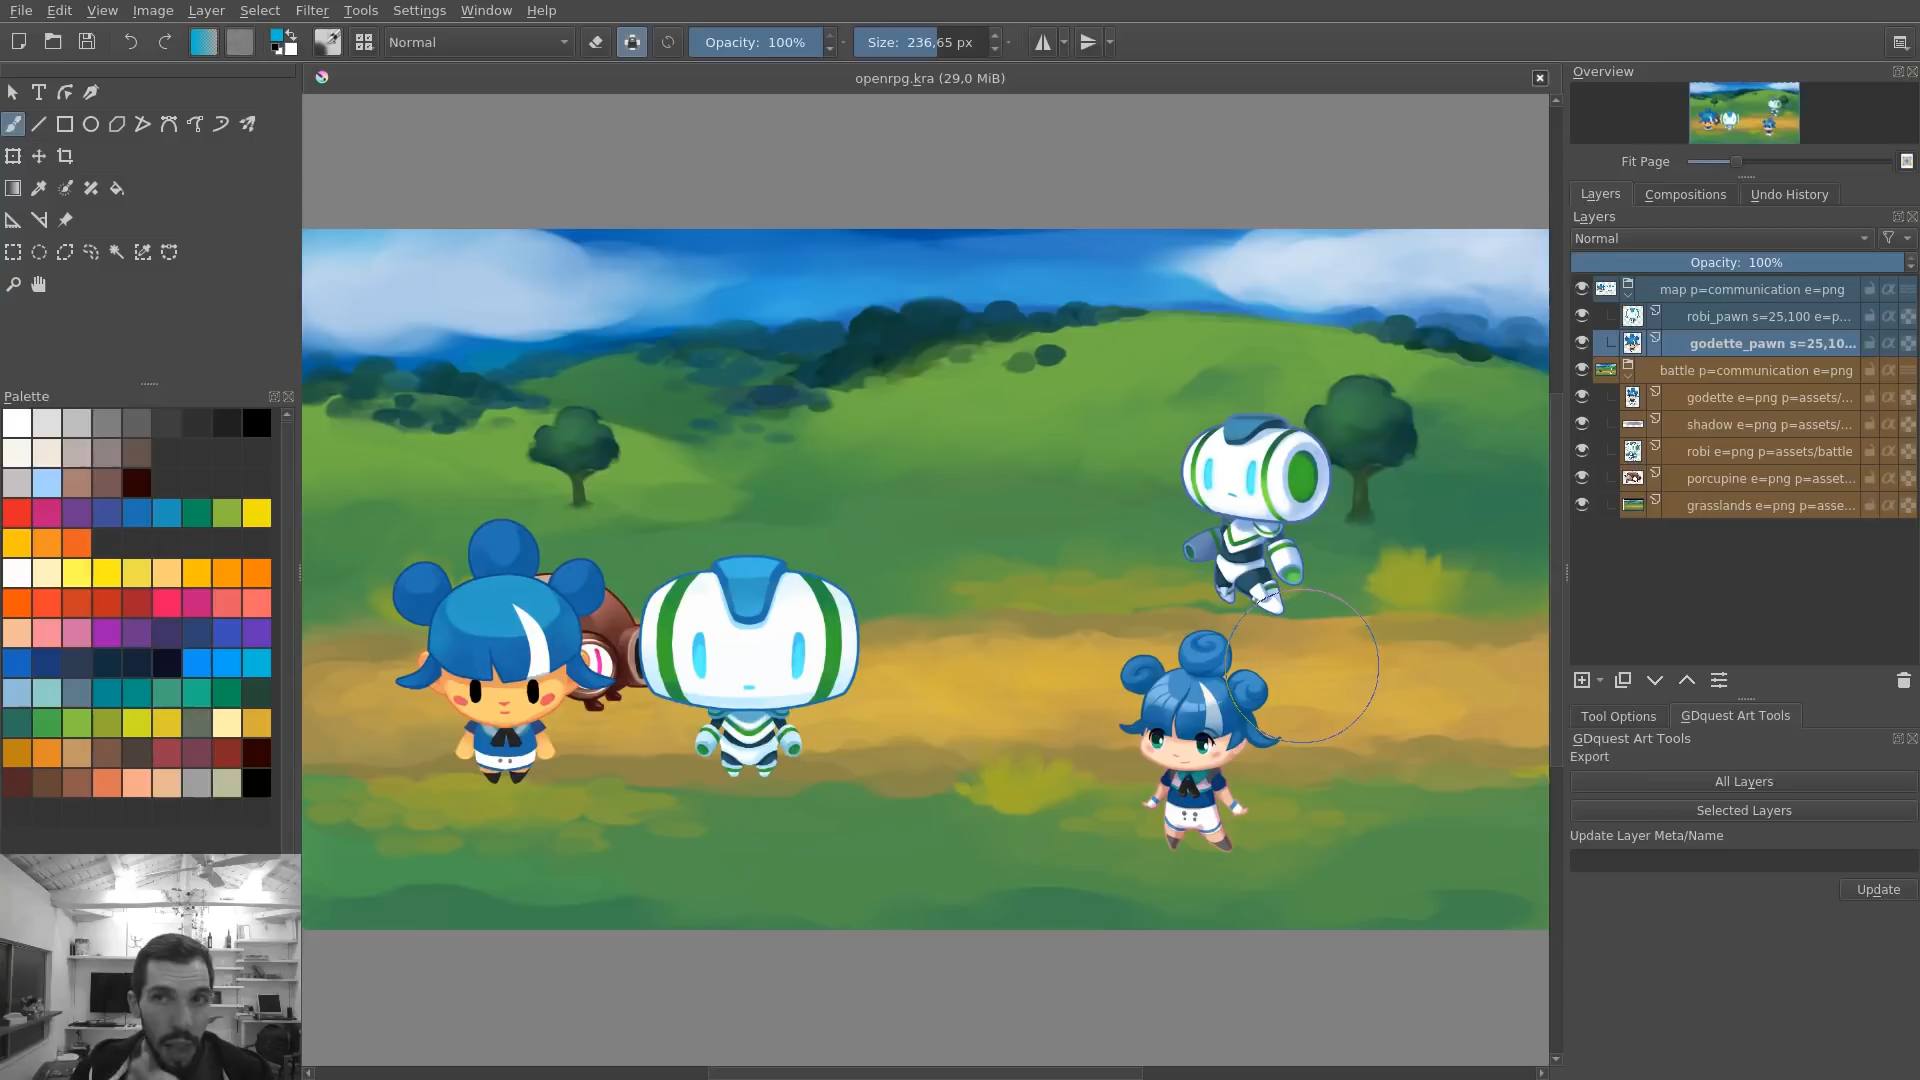 File Edit View Image Layer Select Filter Tools Settings Window Help
Normal
Opacity: 100%
Size: 236,65 px
openrpg.kra (29,0 MiB)
Overview
Fit Page
Layers Compositions Undo History
Layers
Normal
Opacity: 100%
map p=communication e=png
robi_pawn s=25,100 e=p...
godette_pawn s=25,10...
battle p=communication e=png
godette e=png p=assets/...
shadow e=png p=assets/...
robi e=png p=assets/battle
porcupine e=png p=asset...
grasslands e=png p=asse...
Tool Options GDquest Art Tools
GDquest Art Tools
Export
All Layers
Selected Layers
Update Layer Meta/Name
Update
Palette